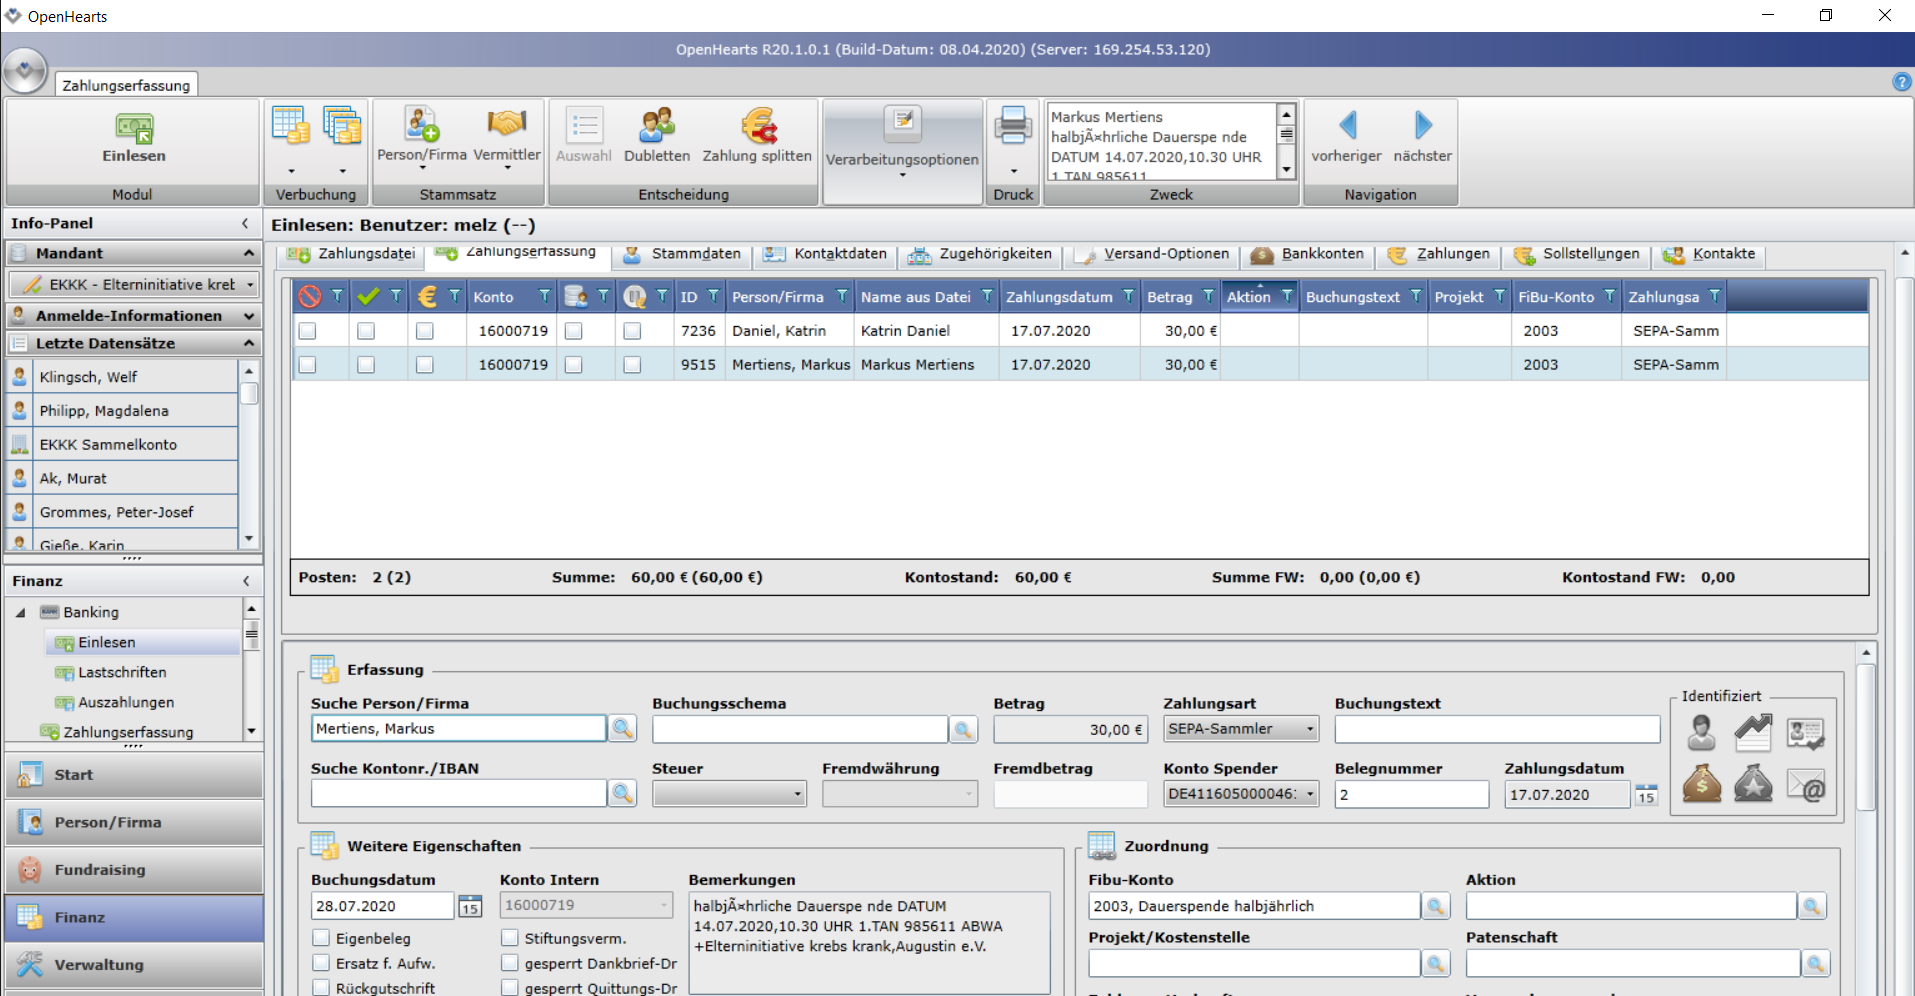 OpenHearts
OpenHearts R20.1.0.1 (Build-Datum: 08.04.2020) (Server: 169.254.53.120)
Zahlungserfassung
Einlesen
Modul
Verbuchung
Person/Firma Vermittler
Stammsatz
Auswahl Dubletten Zahlung splitten
Entscheidung
Verarbeitungsoptionen
Druck
Markus Mertiens
halbjÃ¤hrliche Dauerspe nde
DATUM 14.07.2020,10.30 UHR
1.TAN 985611
Zweck
vorheriger nächster
Navigation
Info-Panel
Mandant
EKKK - Elterninitiative kret
Anmelde-Informationen
Letzte Datensätze
Klingsch, Welf
Philipp, Magdalena
EKKK Sammelkonto
Ak, Murat
Grommes, Peter-Josef
Gieße, Karin
Finanz
Banking
Einlesen
Lastschriften
Auszahlungen
Zahlungserfassung
Start
Person/Firma
Fundraising
Finanz
Verwaltung
Einlesen: Benutzer: melz (--)
Zahlungsdatei Zahlungserfassung Stammdaten Kontaktdaten Zugehörigkeiten Versand-Optionen Bankkonten Zahlungen Sollstellungen Kontakte
Konto ID Person/Firma Name aus Datei Zahlungsdatum Betrag Aktion Buchungstext Projekt FiBu-Konto Zahlungsa
16000719 7236 Daniel, Katrin Katrin Daniel 17.07.2020 30,00 € 2003 SEPA-Samm
16000719 9515 Mertiens, Markus Markus Mertiens 17.07.2020 30,00 € 2003 SEPA-Samm
Posten: 2 (2) Summe: 60,00 € (60,00 €) Kontostand: 60,00 € Summe FW: 0,00 (0,00 €) Kontostand FW: 0,00
Erfassung
Suche Person/Firma Buchungsschema Betrag Zahlungsart Buchungstext
Mertiens, Markus 30,00 € SEPA-Sammler
Suche Kontonr./IBAN Steuer Fremdwährung Fremdbetrag Konto Spender Belegnummer Zahlungsdatum
DE411605000046: 2 17.07.2020 15
Identifiziert
Weitere Eigenschaften
Buchungsdatum Konto Intern Bemerkungen
28.07.2020 15 16000719
halbjÃ¤hrliche Dauerspe nde DATUM
14.07.2020,10.30 UHR 1.TAN 985611 ABWA
+Elterninitiative krebs krank,Augustin e.V.
Eigenbeleg Stiftungsverm.
Ersatz f. Aufw. gesperrt Dankbrief-Dr
Rückgutschrift gesperrt Quittungs-Dr
Zuordnung
Fibu-Konto Aktion
2003, Dauerspende halbjährlich
Projekt/Kostenstelle Patenschaft